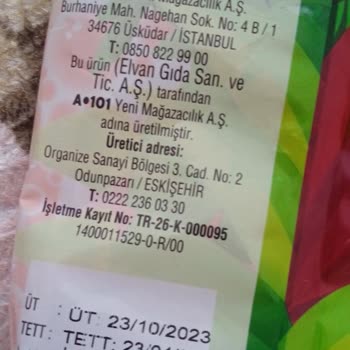 Mağazacılık A.Ş.
Burhaniye Mah. Nagehan Sok. No: 4 B / 1
34676 Üsküdar / İSTANBUL
T: 0850 822 99 00
Bu ürün (Elvan Gıda San. ve
Tic. A.Ş.) tarafından
A•101 Yeni Mağazacılık A.Ş.
adına üretilmiştir.
Üretici adresi:
Organize Sanayi Bölgesi 3. Cad. No: 2
Odunpazarı / ESKİŞEHİR
T: 0222 236 03 30
İşletme Kayıt No: TR-26-K-000095
1400011529-0-R/00
ÜT : ÜT: 23/10/2023
TETT : TETT: